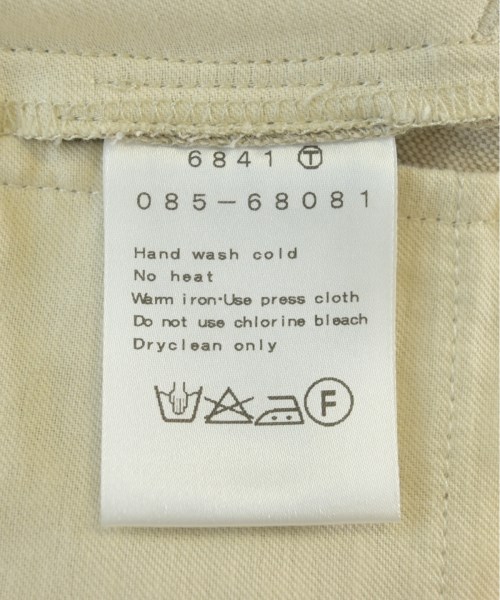 6841 Ⓣ
085-68081
Hand wash cold
No heat
Warm iron·Use press cloth
Do not use chlorine bleach
Dryclean only
F